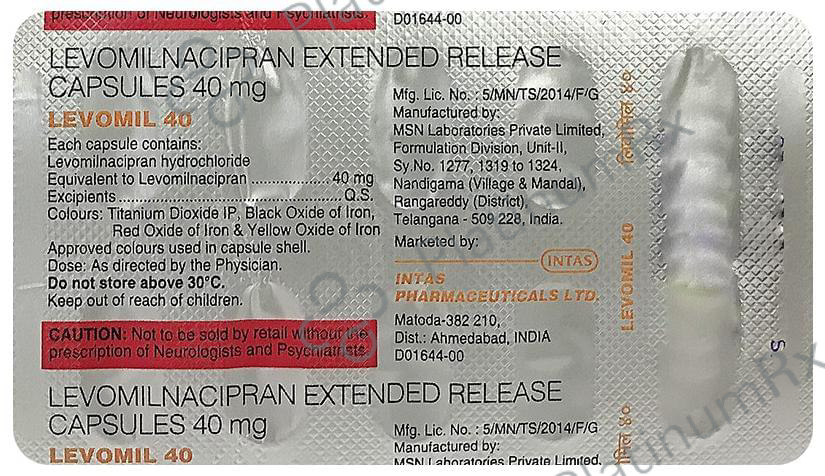 prescription of Neurologists and Psychiatrists.
LEVOMILNACIPRAN EXTENDED RELEASE
CAPSULES 40 mg
LEVOMIL 40
Each capsule contains:
Levomilnacipran hydrochloride
Equivalent to Levomilnacipran .................. 40 mg
Excipients .................................................. Q.S.
Colours: Titanium Dioxide IP, Black Oxide of Iron,
Red Oxide of Iron & Yellow Oxide of Iron
Approved colours used in capsule shell.
Dose: As directed by the Physician.
Do not store above 30°C.
Keep out of reach of children.
CAUTION: Not to be sold by retail without the
prescription of Neurologists and Psychiatrists.
LEVOMILNACIPRAN EXTENDED RELEASE
CAPSULES 40 mg
LEVOMIL 40
D01644-00
Mfg. Lic. No. : 5/MN/TS/2014/F/G
Manufactured by:
MSN Laboratories Private Limited,
Formulation Division, Unit-II,
Sy.No. 1277, 1319 to 1324,
Nandigama (Village & Mandal),
Rangareddy (District),
Telangana - 509 228, India.
Marketed by:
INTAS
INTAS
PHARMACEUTICALS LTD.
Matoda-382 210,
Dist.: Ahmedabad, INDIA
D01644-00
Mfg. Lic. No. : 5/MN/TS/2014/F/G
Manufactured by:
MSN Laboratories Private Limited,
LEVOMIL 40
PlatinumRx
PlatinumRx